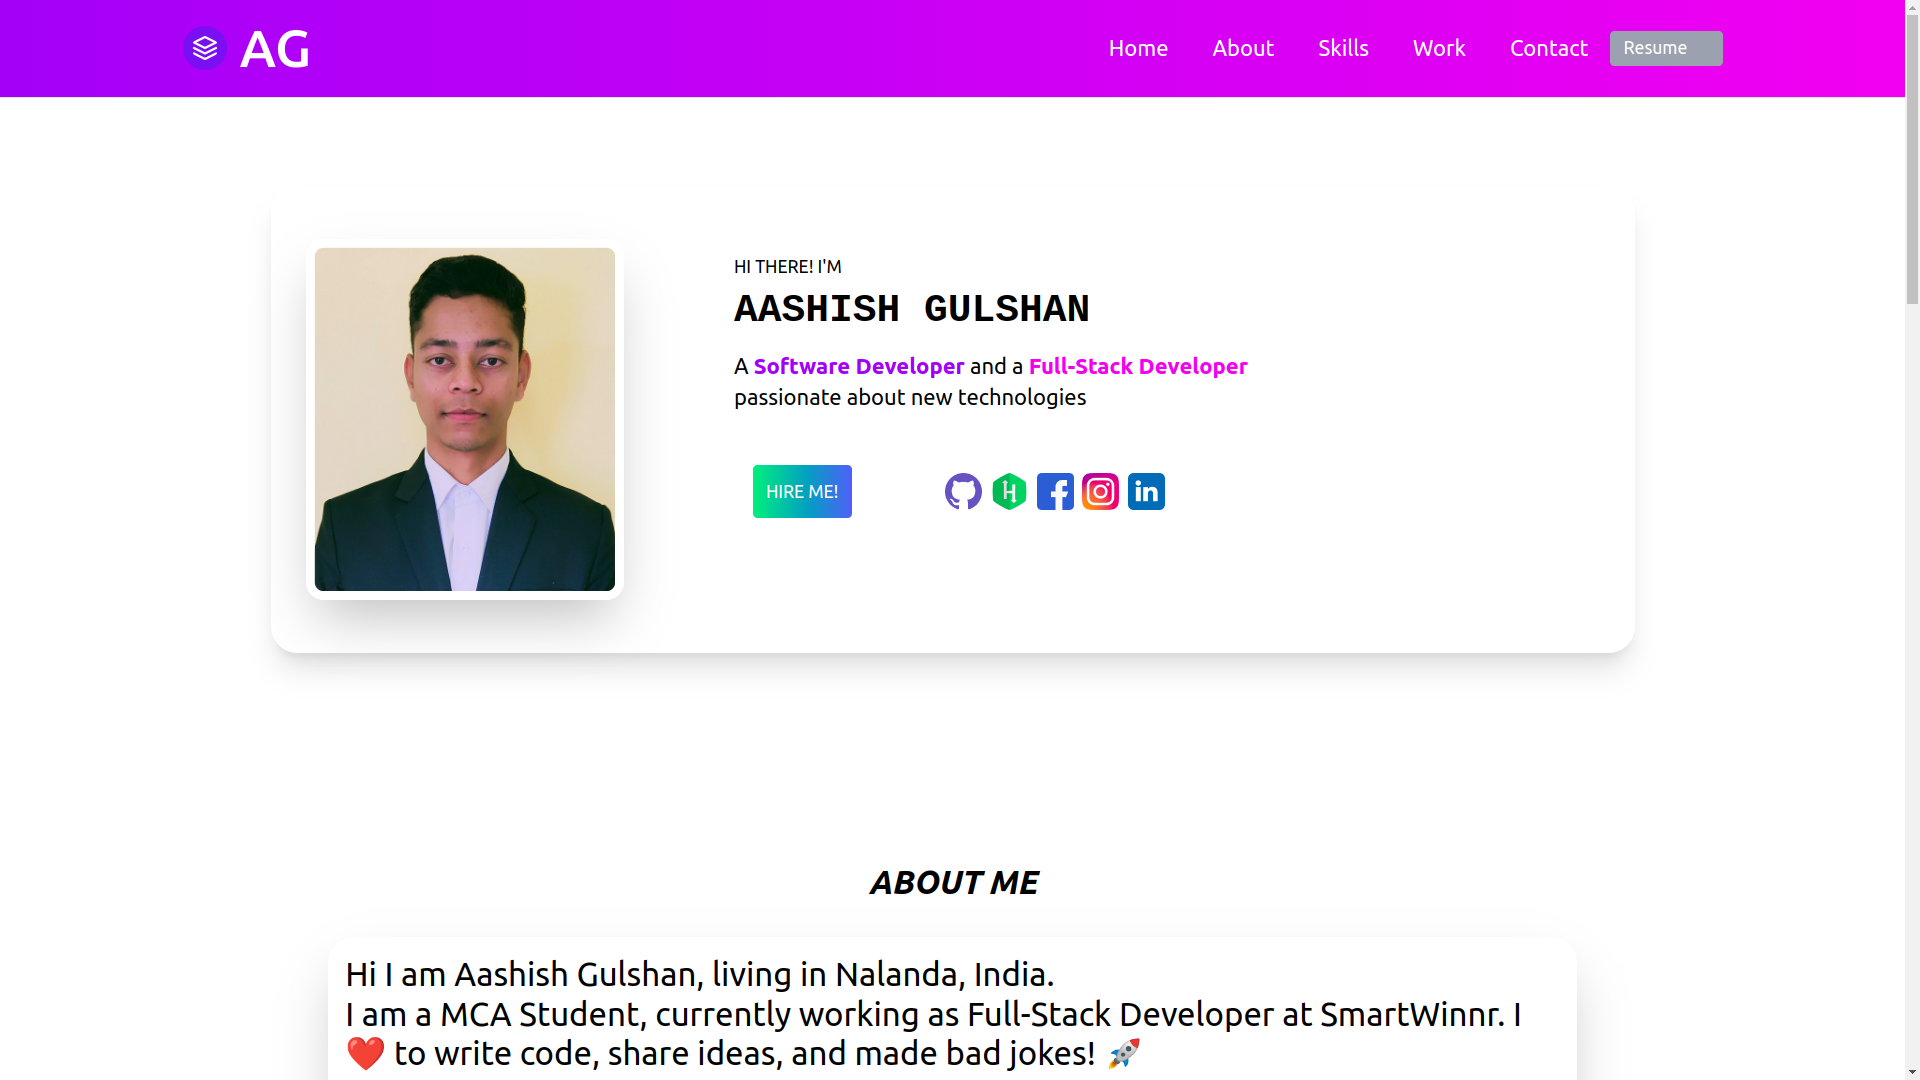 AG
Home About Skills Work Contact Resume
HI THERE! I'M
AASHISH GULSHAN
A Software Developer and a Full-Stack Developer
passionate about new technologies
HIRE ME!
ABOUT ME
Hi I am Aashish Gulshan, living in Nalanda, India.
I am a MCA Student, currently working as Full-Stack Developer at SmartWinnr. I
❤️ to write code, share ideas, and made bad jokes! 🚀